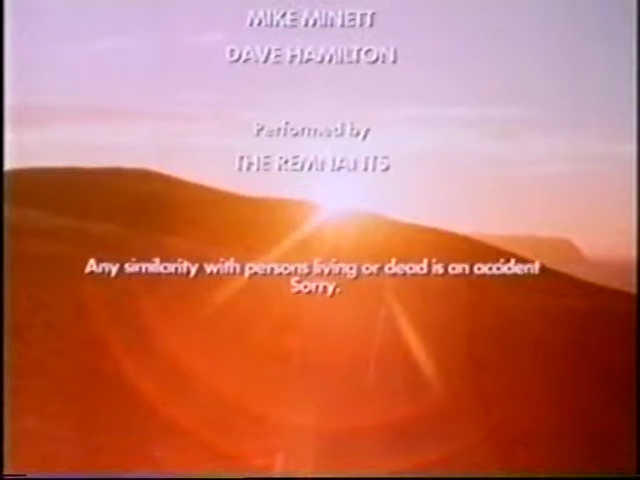 MIKE MINETT
DAVE HAMILTON
Performed by
THE REMNANTS
Any similarity with persons living or dead is an accident
Sorry.